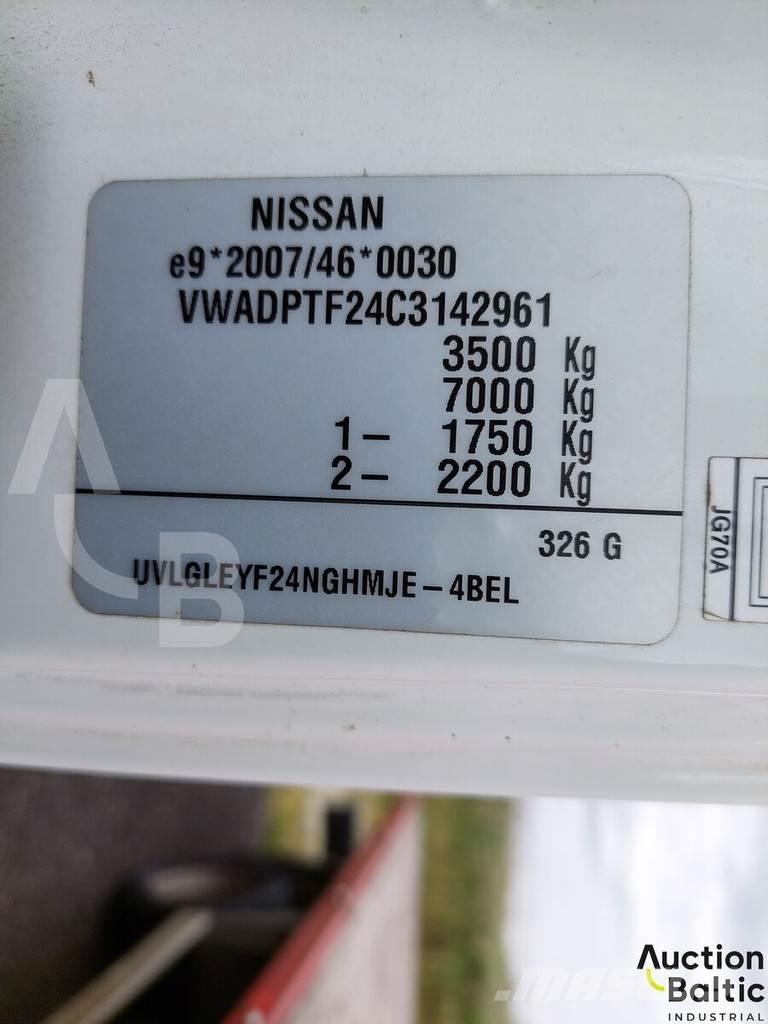 NISSAN
e9*2007/46*0030
VWADPTF24C3142961
3500 Kg
7000 Kg
1– 1750 Kg
2– 2200 Kg
326 G
UVLGLEYF24NGHMJE–4BEL
JG70A
AB
Auction
Baltic
INDUSTRIAL